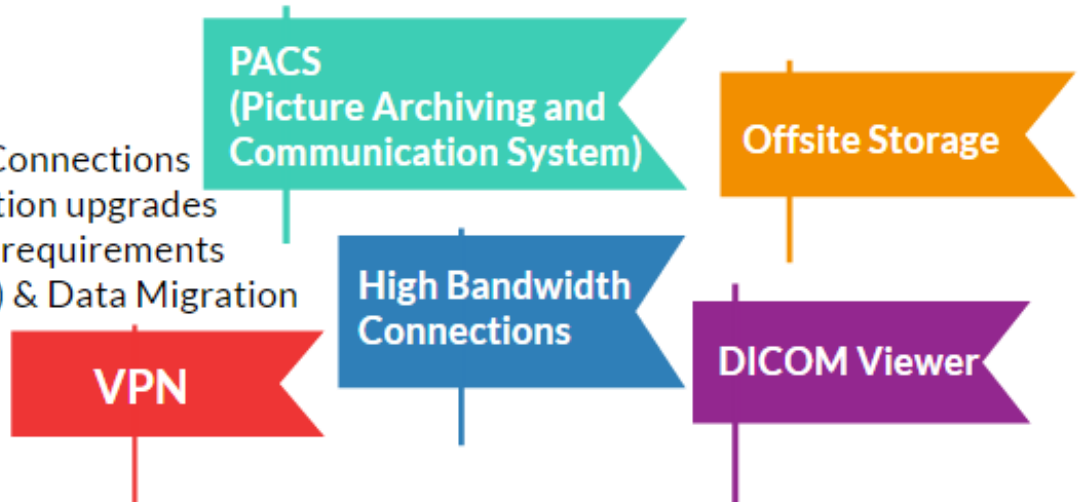 PACS
(Picture Archiving and
Communication System)
Offsite Storage
Connections
upgrades
requirements
& Data Migration
High Bandwidth
Connections
VPN
DICOM Viewer